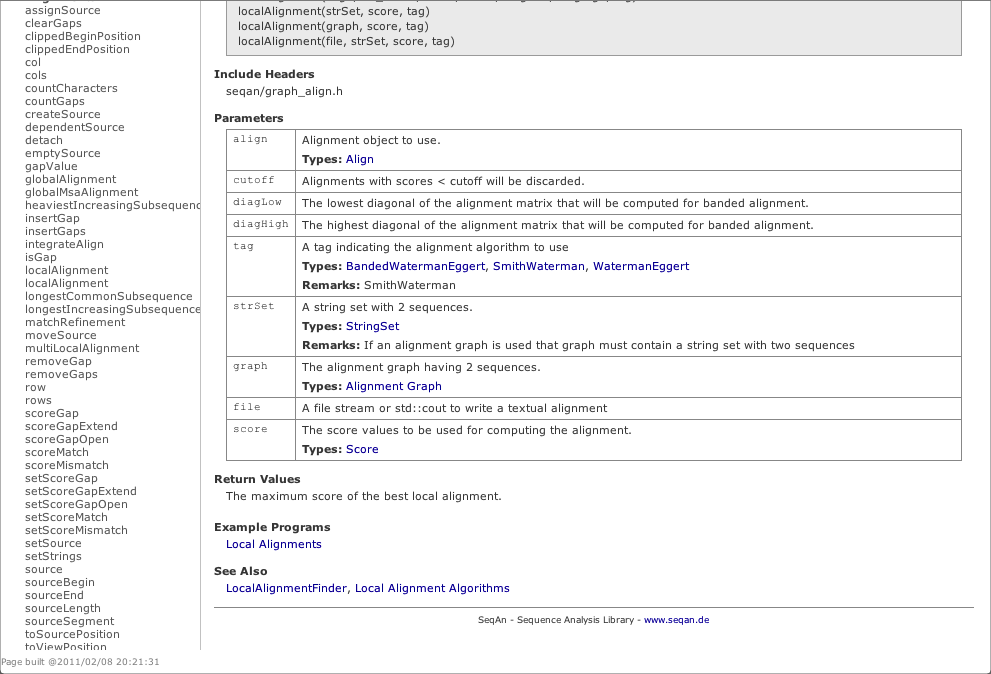 assignSource
clearGaps
clippedBeginPosition
clippedEndPosition
col
cols
countCharacters
countGaps
createSource
dependentSource
detach
emptySource
gapValue
globalAlignment
globalMsaAlignment
heaviestIncreasingSubsequenc
insertGap
insertGaps
integrateAlign
isGap
localAlignment
localAlignment
longestCommonSubsequence
longestIncreasingSubsequence
matchRefinement
moveSource
multiLocalAlignment
removeGap
removeGaps
row
rows
scoreGap
scoreGapExtend
scoreGapOpen
scoreMatch
scoreMismatch
setScoreGap
setScoreGapExtend
setScoreGapOpen
setScoreMatch
setScoreMismatch
setSource
setStrings
source
sourceBegin
sourceEnd
sourceLength
sourceSegment
toSourcePosition
toViewPosition
localAlignment(strSet, score, tag)
localAlignment(graph, score, tag)
localAlignment(file, strSet, score, tag)
Include Headers
seqan/graph_align.h
Parameters
align Alignment object to use.
Types: Align
cutoff Alignments with scores < cutoff will be discarded.
diagLow The lowest diagonal of the alignment matrix that will be computed for banded alignment.
diagHigh The highest diagonal of the alignment matrix that will be computed for banded alignment.
tag A tag indicating the alignment algorithm to use
Types: BandedWatermanEggert, SmithWaterman, WatermanEggert
Remarks: SmithWaterman
strSet A string set with 2 sequences.
Types: StringSet
Remarks: If an alignment graph is used that graph must contain a string set with two sequences
graph The alignment graph having 2 sequences.
Types: Alignment Graph
file A file stream or std::cout to write a textual alignment
score The score values to be used for computing the alignment.
Types: Score
Return Values
The maximum score of the best local alignment.
Example Programs
Local Alignments
See Also
LocalAlignmentFinder, Local Alignment Algorithms
SeqAn - Sequence Analysis Library - www.seqan.de
Page built @2011/02/08 20:21:31